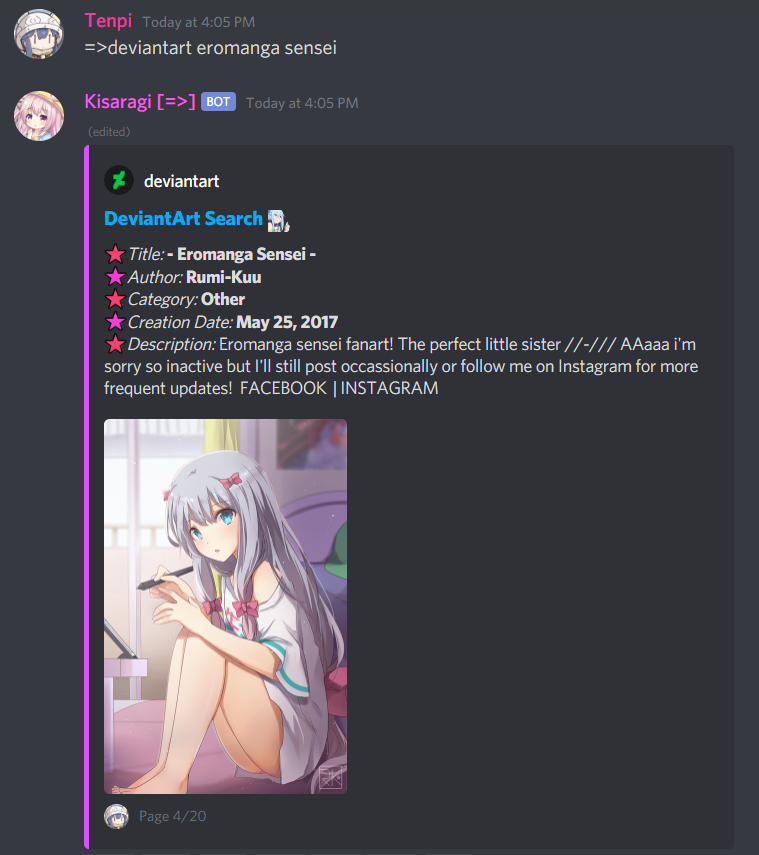 Tenpi Today at 4:05 PM
=>deviantart eromanga sensei
Kisaragi [=>] BOT Today at 4:05 PM
(edited)
deviantart
DeviantArt Search
Title: - Eromanga Sensei -
Author: Rumi-Kuu
Category: Other
Creation Date: May 25, 2017
Description: Eromanga sensei fanart! The perfect little sister //-/// AAaaa i'm
sorry so inactive but I'll still post occassionally or follow me on Instagram for more
frequent updates!  FACEBOOK | INSTAGRAM
Page 4/20